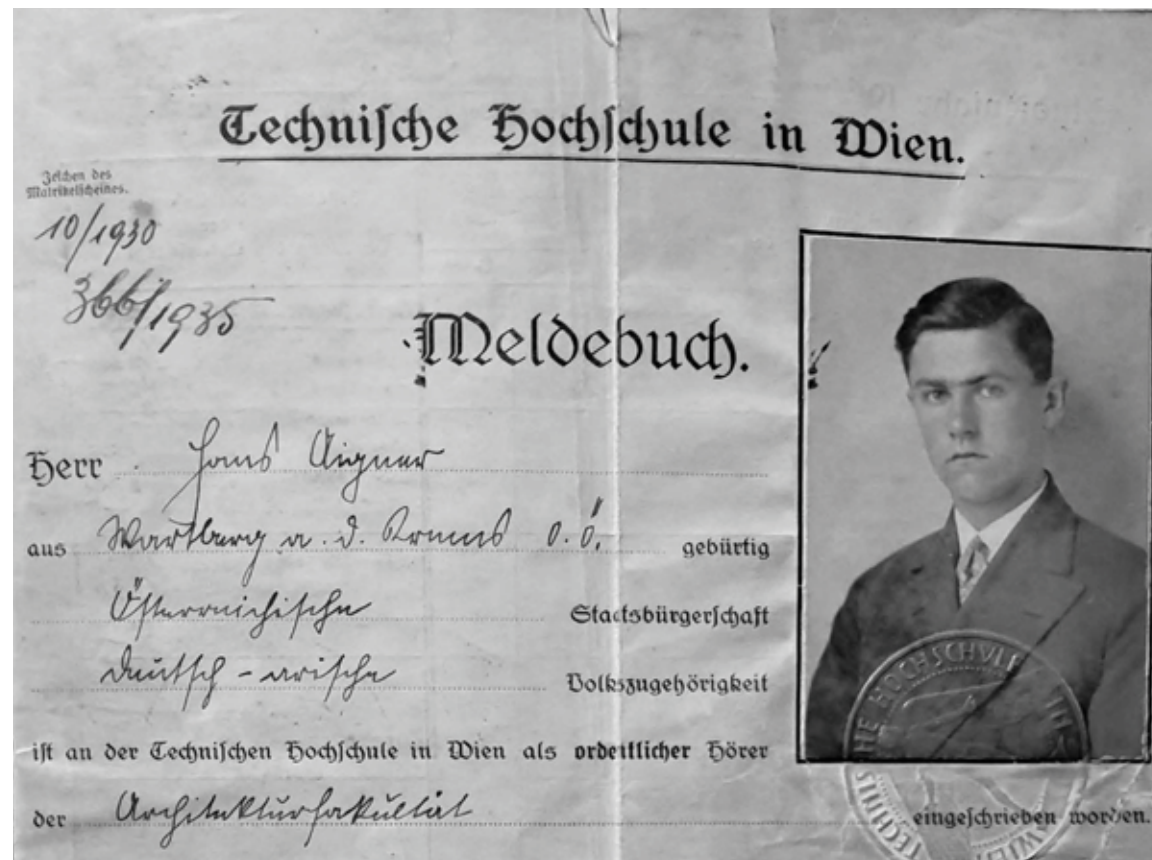 Technische Hochschule in Wien.
Zeichen des
Matrikelscheines.
10/1930
366/1935
Meldebuch.
Herr Hans Aigner
aus Wartberg a. d. Krems O.Ö. gebürtig
Österreichische Staatsbürgerschaft
deutsch-arische Volkszugehörigkeit
ist an der Technischen Hochschule in Wien als ordentlicher Hörer
der Architekturfakultät eingeschrieben worden.
HOCHSCHULE
WIEN